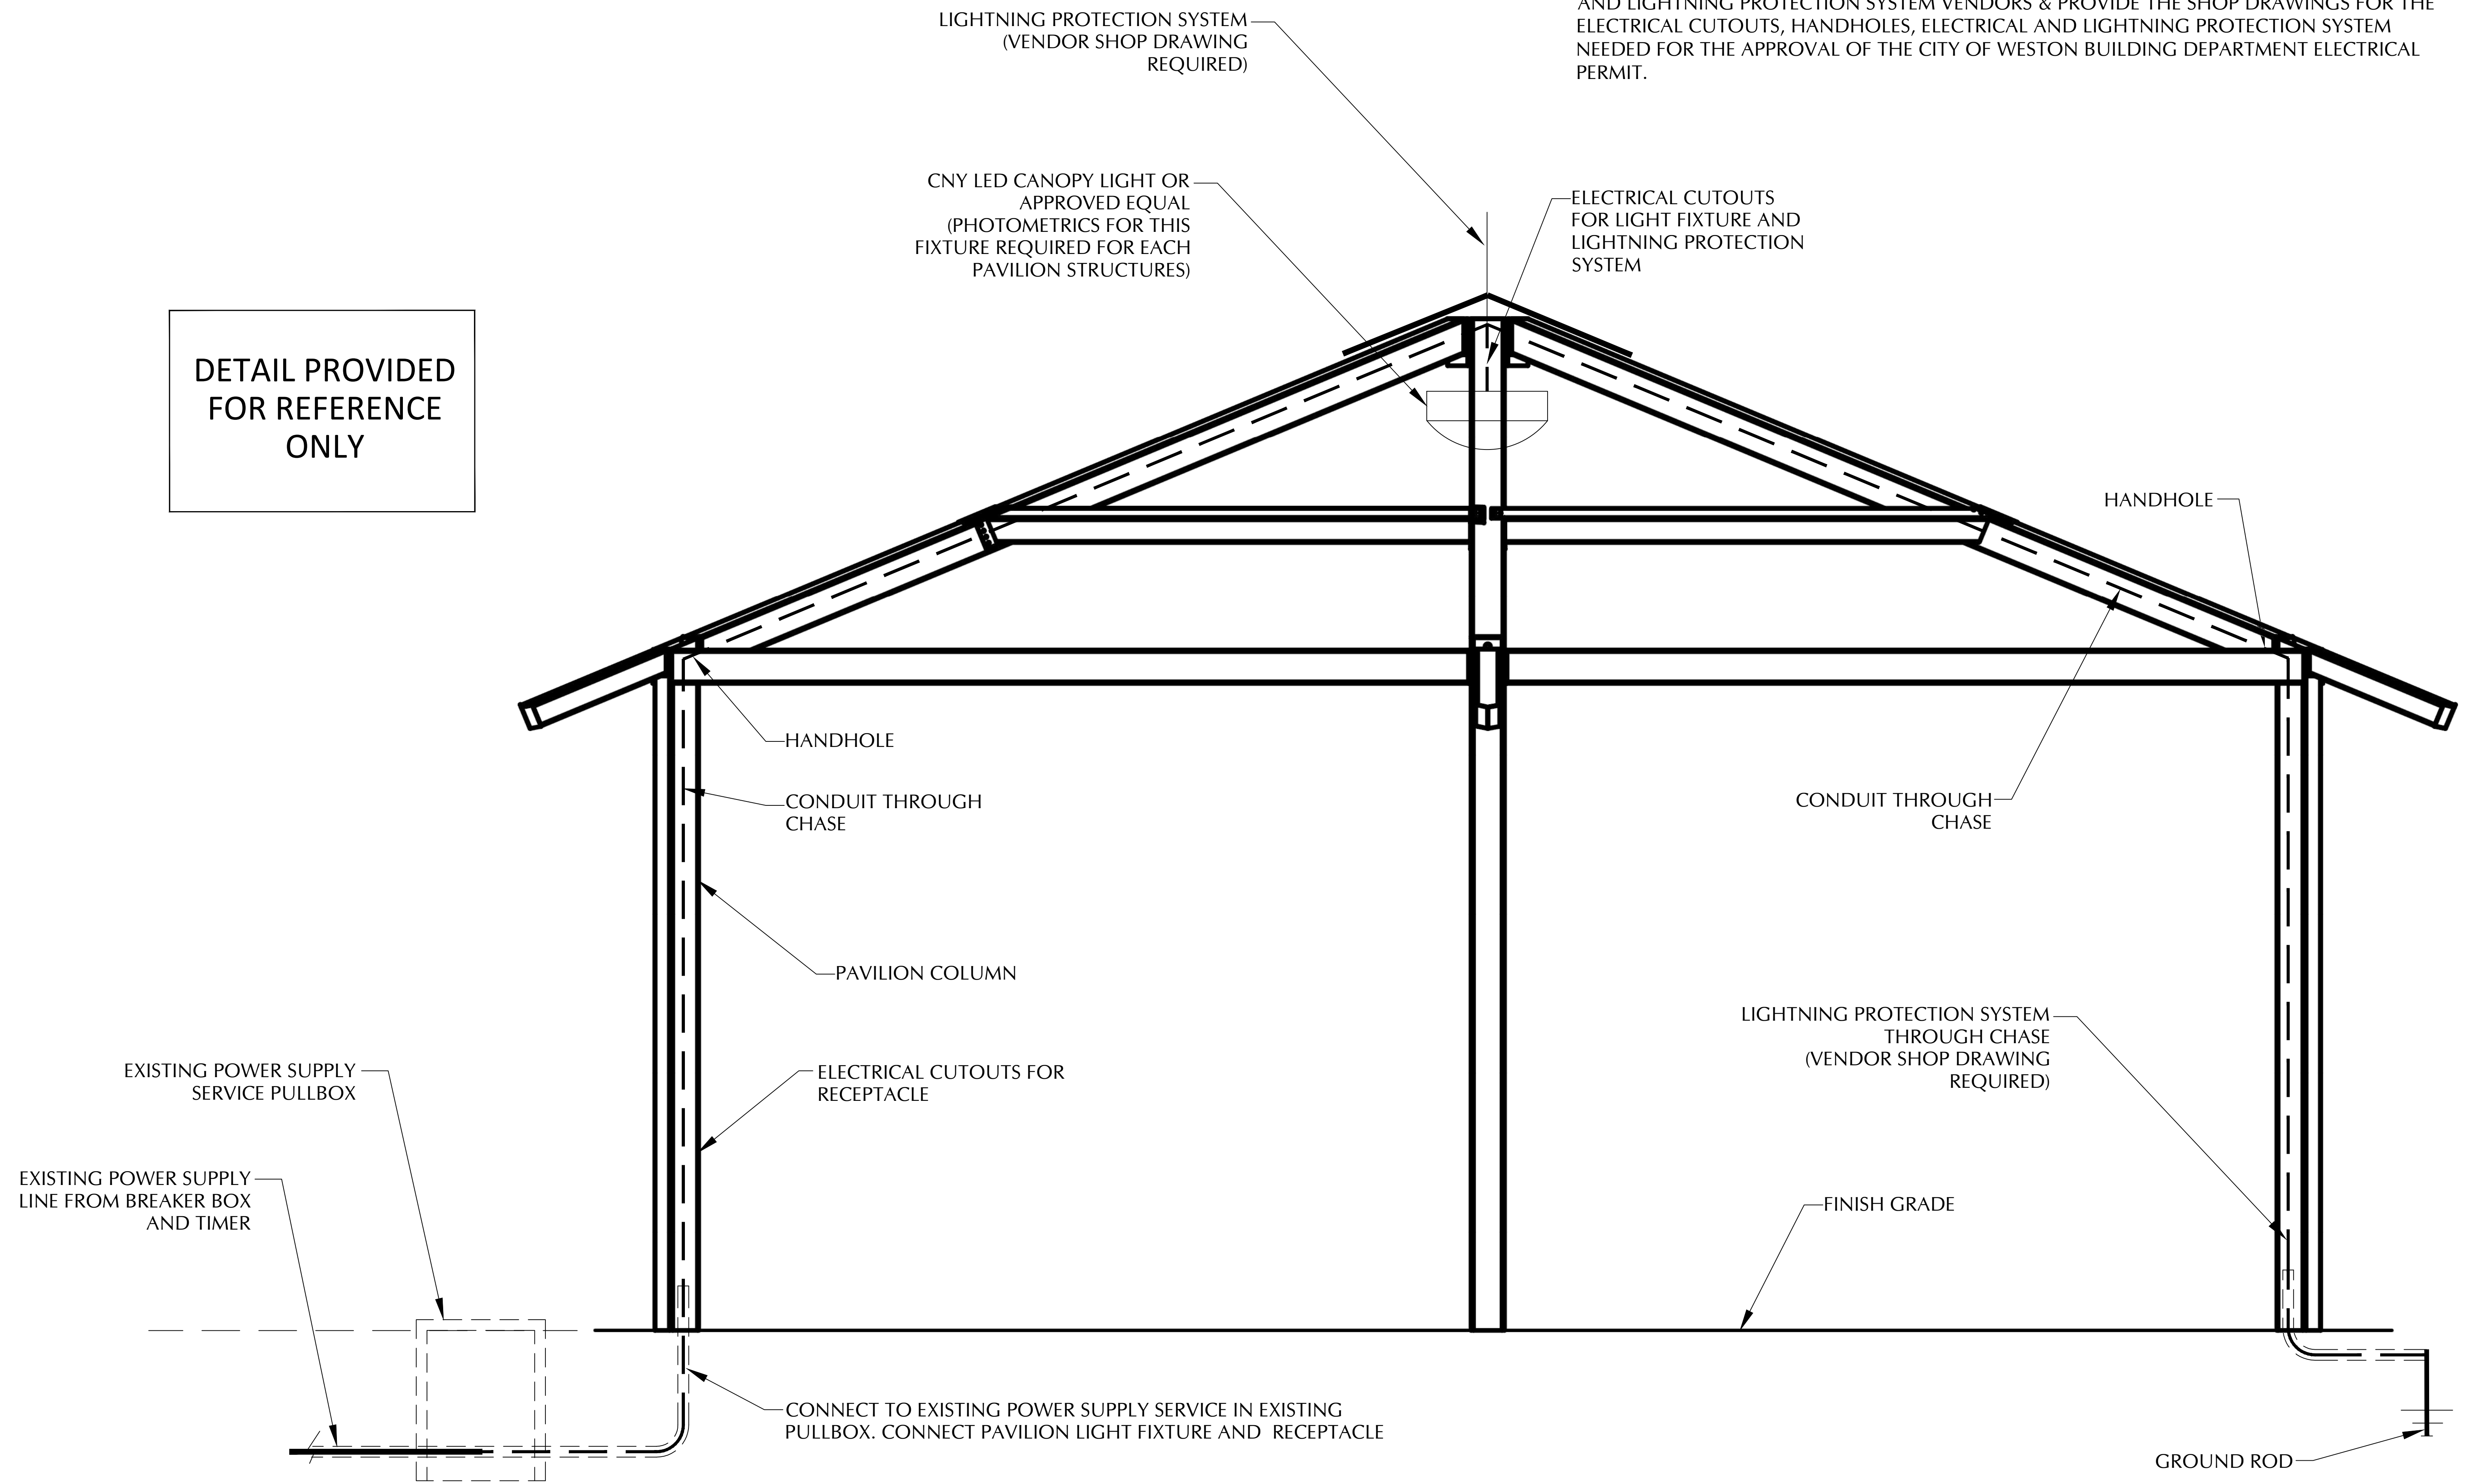 AND LIGHTNING PROTECTION SYSTEM VENDORS & PROVIDE THE SHOP DRAWINGS FOR THE
ELECTRICAL CUTOUTS, HANDHOLES, ELECTRICAL AND LIGHTNING PROTECTION SYSTEM
NEEDED FOR THE APPROVAL OF THE CITY OF WESTON BUILDING DEPARTMENT ELECTRICAL
PERMIT.
LIGHTNING PROTECTION SYSTEM
(VENDOR SHOP DRAWING
REQUIRED)
CNY LED CANOPY LIGHT OR
APPROVED EQUAL
(PHOTOMETRICS FOR THIS
FIXTURE REQUIRED FOR EACH
PAVILION STRUCTURES)
ELECTRICAL CUTOUTS
FOR LIGHT FIXTURE AND
LIGHTNING PROTECTION
SYSTEM
DETAIL PROVIDED
FOR REFERENCE
ONLY
HANDHOLE
HANDHOLE
CONDUIT THROUGH
CHASE
CONDUIT THROUGH
CHASE
PAVILION COLUMN
LIGHTNING PROTECTION SYSTEM
THROUGH CHASE
(VENDOR SHOP DRAWING
REQUIRED)
EXISTING POWER SUPPLY
SERVICE PULLBOX
ELECTRICAL CUTOUTS FOR
RECEPTACLE
EXISTING POWER SUPPLY
LINE FROM BREAKER BOX
AND TIMER
FINISH GRADE
CONNECT TO EXISTING POWER SUPPLY SERVICE IN EXISTING
PULLBOX. CONNECT PAVILION LIGHT FIXTURE AND RECEPTACLE
GROUND ROD